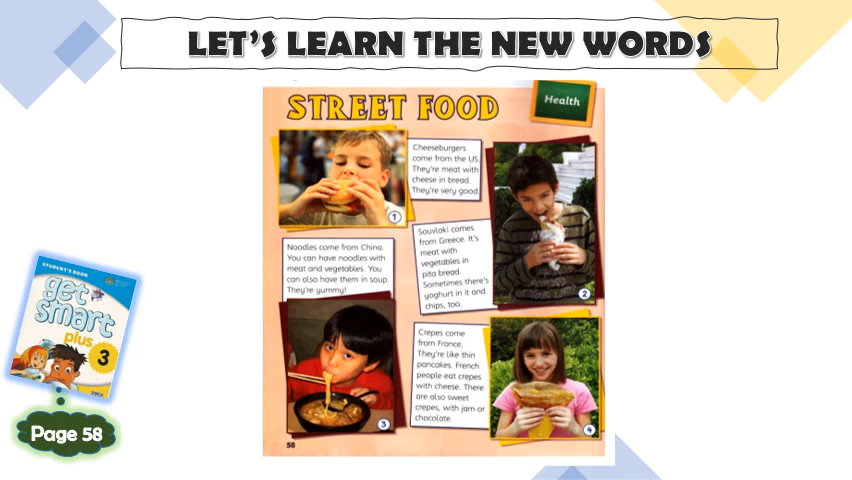 LET'S LEARN THE NEW WORDS
STREET FOOD
Health
Cheeseburgers
come from the US.
They're meat with
cheese in bread.
They're very good.
1
Souvlaki comes
from Greece. It's
meat with
vegetables in
pita bread.
Sometimes there's
yoghurt in it and
chips, too.
2
Noodles come from China.
You can have noodles with
meat and vegetables. You
can also have them in soup.
They're yummy!
3
Crepes come
from France.
They're like thin
pancakes. French
people eat crepes
with cheese. There
are also sweet
crepes, with jam or
chocolate.
4
58
STUDENT'S BOOK
get
smart
plus
3
Page 58